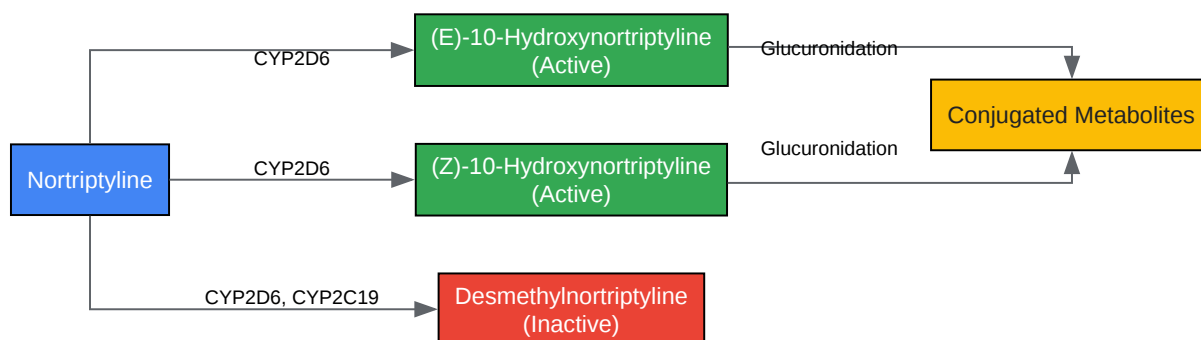 (E)-10-Hydroxynortriptyline
(Active)
CYP2D6
Glucuronidation
Conjugated Metabolites
Nortriptyline
CYP2D6
(Z)-10-Hydroxynortriptyline
(Active)
Glucuronidation
CYP2D6, CYP2C19
Desmethylnortriptyline
(Inactive)